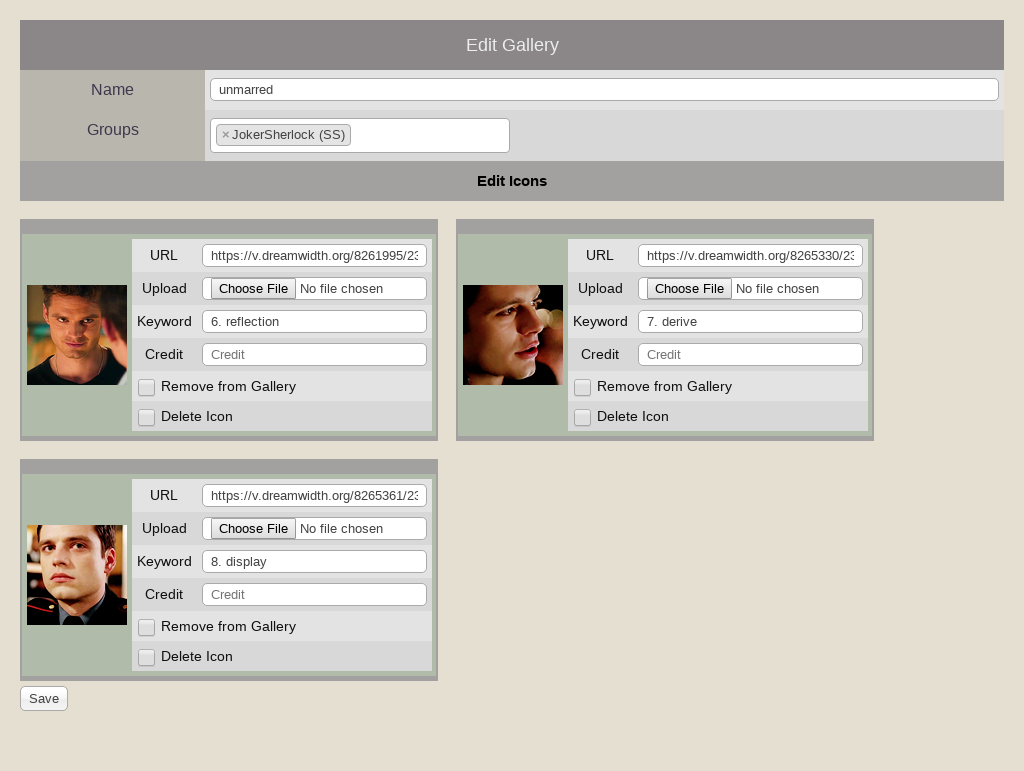 Edit Gallery
Name unmarred
Groups ×JokerSherlock (SS)
Edit Icons
URL https://v.dreamwidth.org/8261995/23
Upload Choose File No file chosen
Keyword 6. reflection
Credit Credit
Remove from Gallery
Delete Icon
URL https://v.dreamwidth.org/8265330/23
Upload Choose File No file chosen
Keyword 7. derive
Credit Credit
Remove from Gallery
Delete Icon
URL https://v.dreamwidth.org/8265361/23
Upload Choose File No file chosen
Keyword 8. display
Credit Credit
Remove from Gallery
Delete Icon
Save